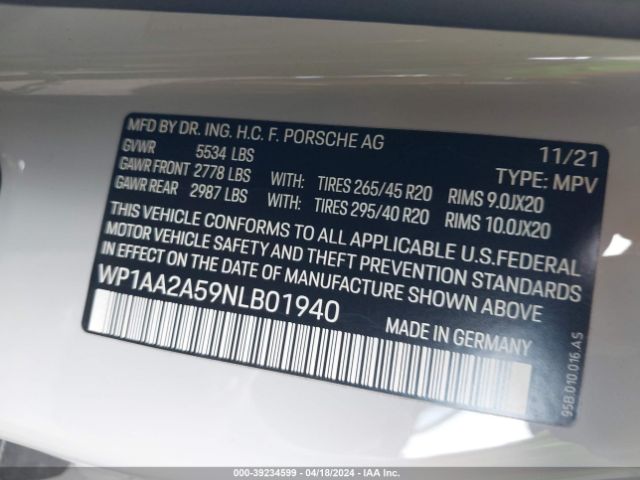 MFD BY DR. ING. H.C. F. PORSCHE AG 11/21
GVWR 5534 LBS TYPE: MPV
GAWR FRONT 2778 LBS WITH: TIRES 265/45 R20 RIMS 9.0JX20
GAWR REAR 2987 LBS WITH: TIRES 295/40 R20 RIMS 10.0JX20
THIS VEHICLE CONFORMS TO ALL APPLICABLE U.S.FEDERAL
MOTOR VEHICLE SAFETY AND THEFT PREVENTION STANDARDS
IN EFFECT ON THE DATE OF MANUFACTURE SHOWN ABOVE
WP1AA2A59NLB01940
MADE IN GERMANY
95B.010.016.AS
000-39234599 | 04/18/2024 - IAA Inc.